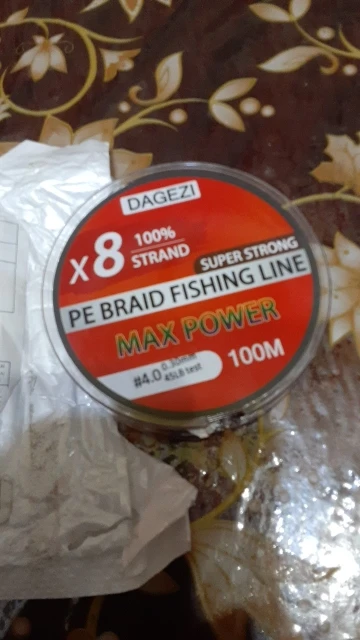 DAGEZI
X8 100%
STRAND
SUPER STRONG
PE BRAID FISHING LINE
MAX POWER
#4.0
45LB test
100M